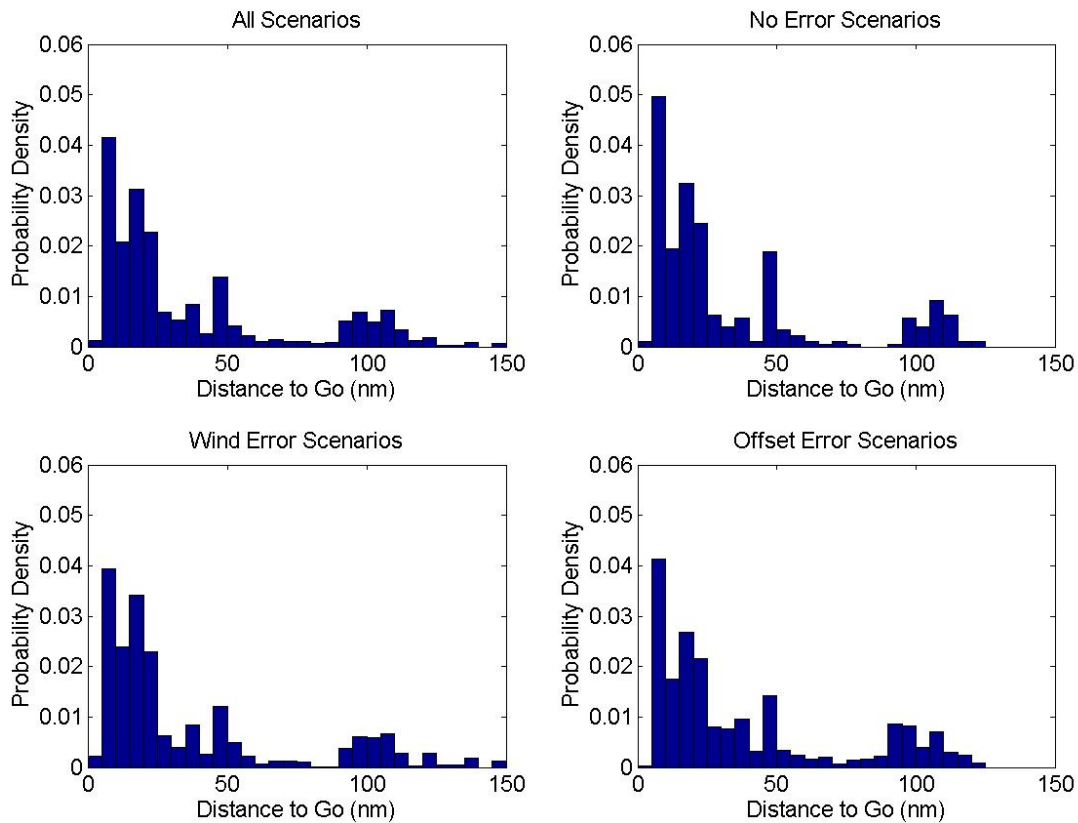 All Scenarios
0.06
0.05
0.04
0.03
0.02
0.01
0
Probability Density
0 50 100 150
Distance to Go (nm)
No Error Scenarios
0.06
0.05
0.04
0.03
0.02
0.01
0
Probability Density
0 50 100 150
Distance to Go (nm)
Wind Error Scenarios
0.06
0.05
0.04
0.03
0.02
0.01
0
Probability Density
0 50 100 150
Distance to Go (nm)
Offset Error Scenarios
0.06
0.05
0.04
0.03
0.02
0.01
0
Probability Density
0 50 100 150
Distance to Go (nm)